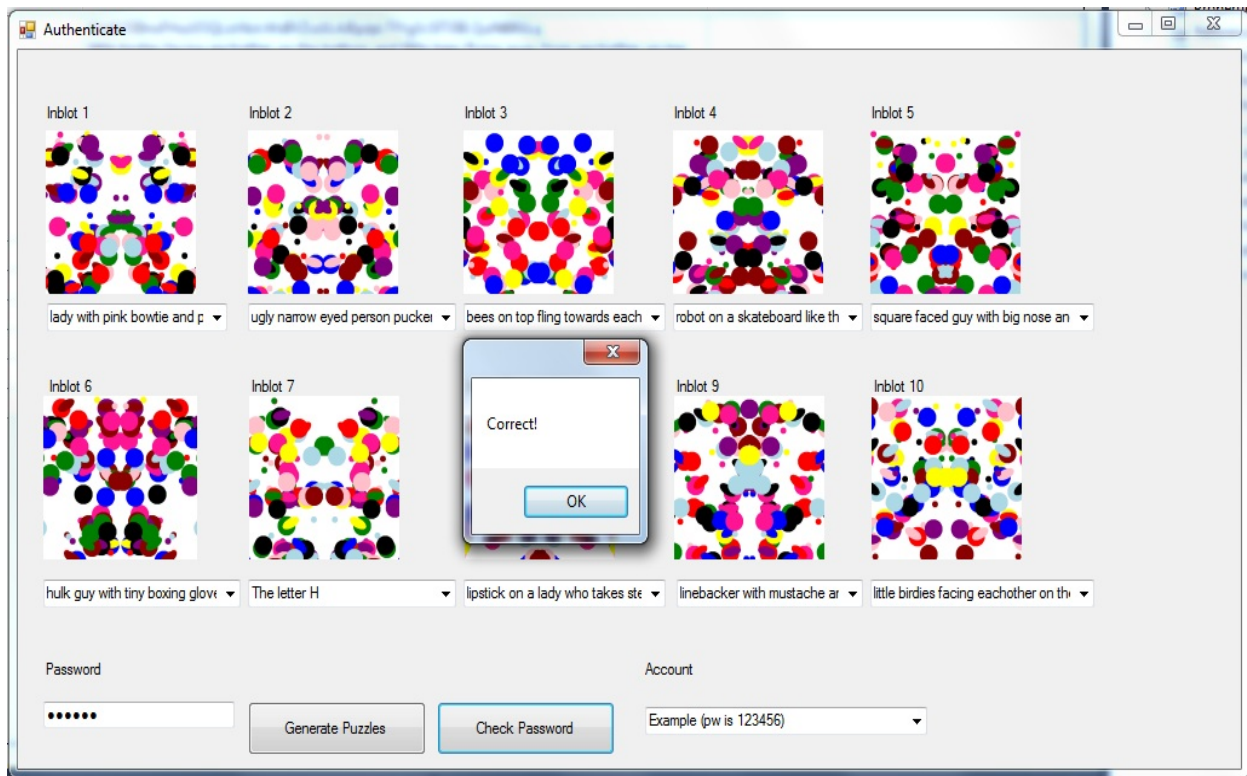 Authenticate
Inblot 1
Inblot 2
Inblot 3
Inblot 4
Inblot 5
lady with pink bowtie and p
ugly narrow eyed person pucker
bees on top fling towards each
robot on a skateboard like th
square faced guy with big nose an
Inblot 6
Inblot 7
Inblot 9
Inblot 10
Correct!
OK
hulk guy with tiny boxing glove
The letter H
lipstick on a lady who takes ste
linebacker with mustache ar
little birdies facing eachother on the
Password
Account
••••••
Generate Puzzles
Check Password
Example (pw is 123456)